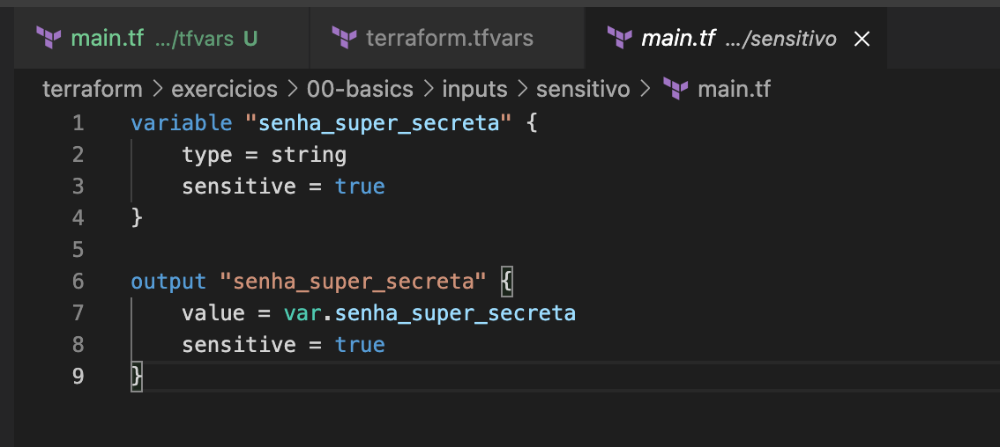 main.tf .../tfvars U terraform.tfvars main.tf .../sensitivo ×
terraform > exercicios > 00-basics > inputs > sensitivo > main.tf
1 variable "senha_super_secreta" {
2     type = string
3     sensitive = true
4 }
5
6 output "senha_super_secreta" {
7     value = var.senha_super_secreta
8     sensitive = true
9 }